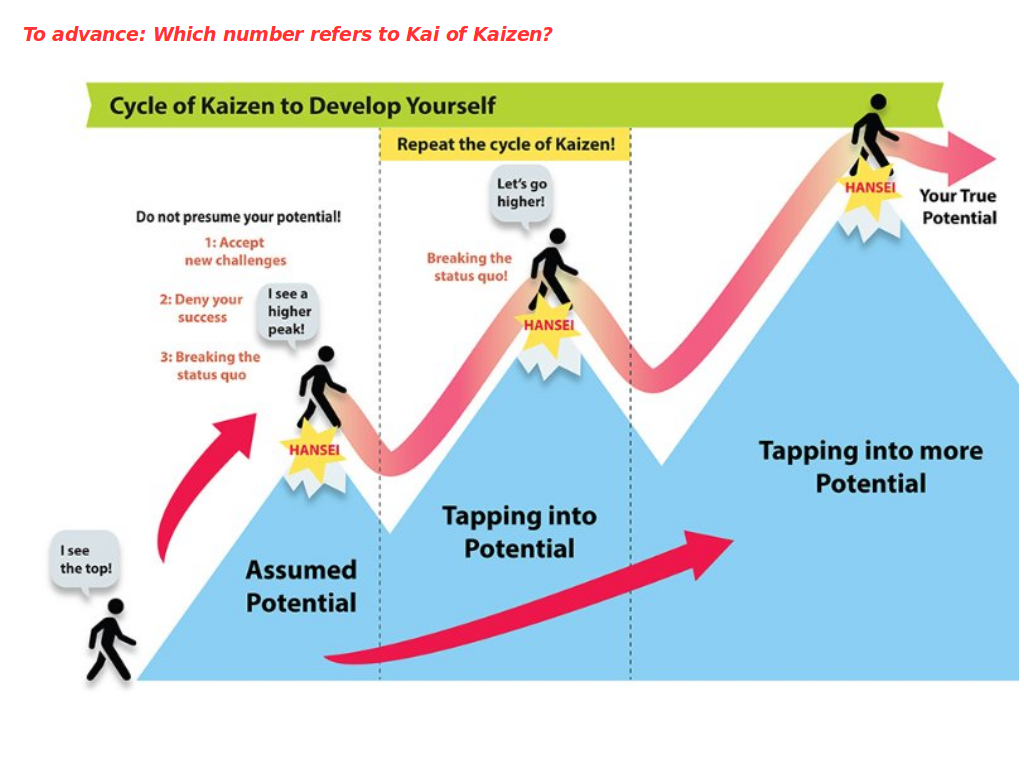 To advance: Which number refers to Kai of Kaizen?
Cycle of Kaizen to Develop Yourself
Repeat the cycle of Kaizen!
Let's go
higher!
HANSEI
Your True
Potential
Do not presume your potential!
1: Accept
new challenges
Breaking the
status quo!
2: Deny your
success
I see a
higher
peak!
HANSEI
3: Breaking the
status quo
HANSEI
Tapping into more
Potential
Tapping into
Potential
I see
the top!
Assumed
Potential